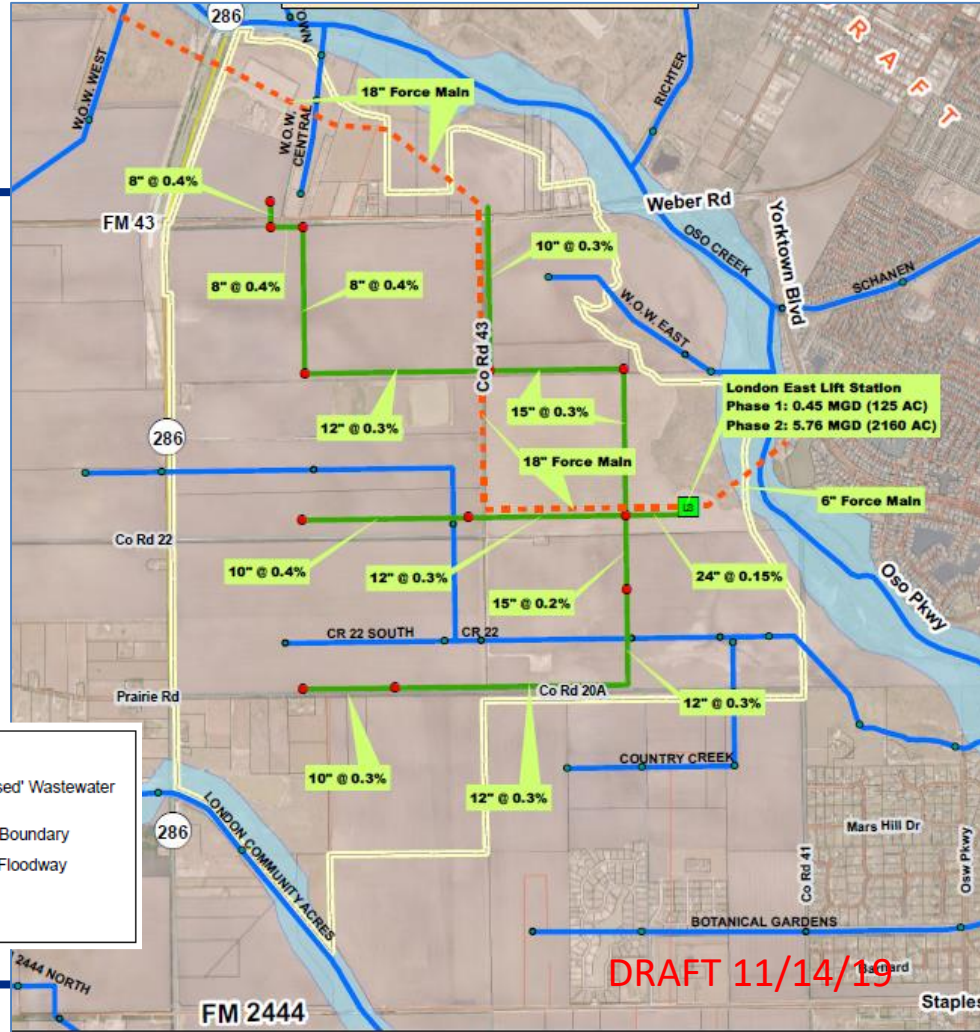 286
R
A
F
T
W.O.W. WEST
OWN
RICHTER
18" Force Main
W.O.W.
CENTRAL
8" @ 0.4%
FM 43
Weber Rd
Yorktown Blvd
OSO CREEK
SCHANEN
10" @ 0.3%
8" @ 0.4%
8" @ 0.4%
W.O.W. EAST
Co Rd 43
London East Lift Station
Phase 1: 0.45 MGD (125 AC)
Phase 2: 5.76 MGD (2160 AC)
15" @ 0.3%
12" @ 0.3%
286
18" Force Main
6" Force Main
LS
Co Rd 22
10" @ 0.4%
12" @ 0.3%
24" @ 0.15%
15" @ 0.2%
Oso Pkwy
CR 22 SOUTH
CR 22
Prairie Rd
Co Rd 20A
12" @ 0.3%
10" @ 0.3%
12" @ 0.3%
COUNTRY CREEK
sed' Wastewater
Boundary
Floodway
286
LONDON COMMUNITY ACRES
Mars Hill Dr
Co Rd 41
Osw Pkwy
BOTANICAL GARDENS
2444 NORTH
DRAFT 11/14/19
Barnard
FM 2444
Staples